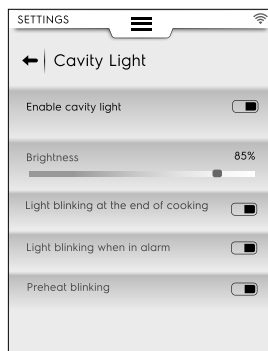 SETTINGS
Cavity Light
Enable cavity light
Brightness 85%
Light blinking at the end of cooking
Light blinking when in alarm
Preheat blinking